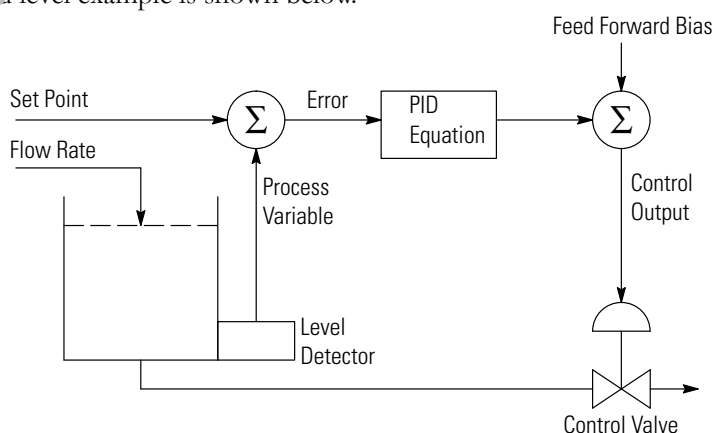 level example is shown below.
Feed Forward Bias
Set Point
Error
PID
Equation
Σ
Σ
Flow Rate
Process
Variable
Control
Output
Level
Detector
Control Valve